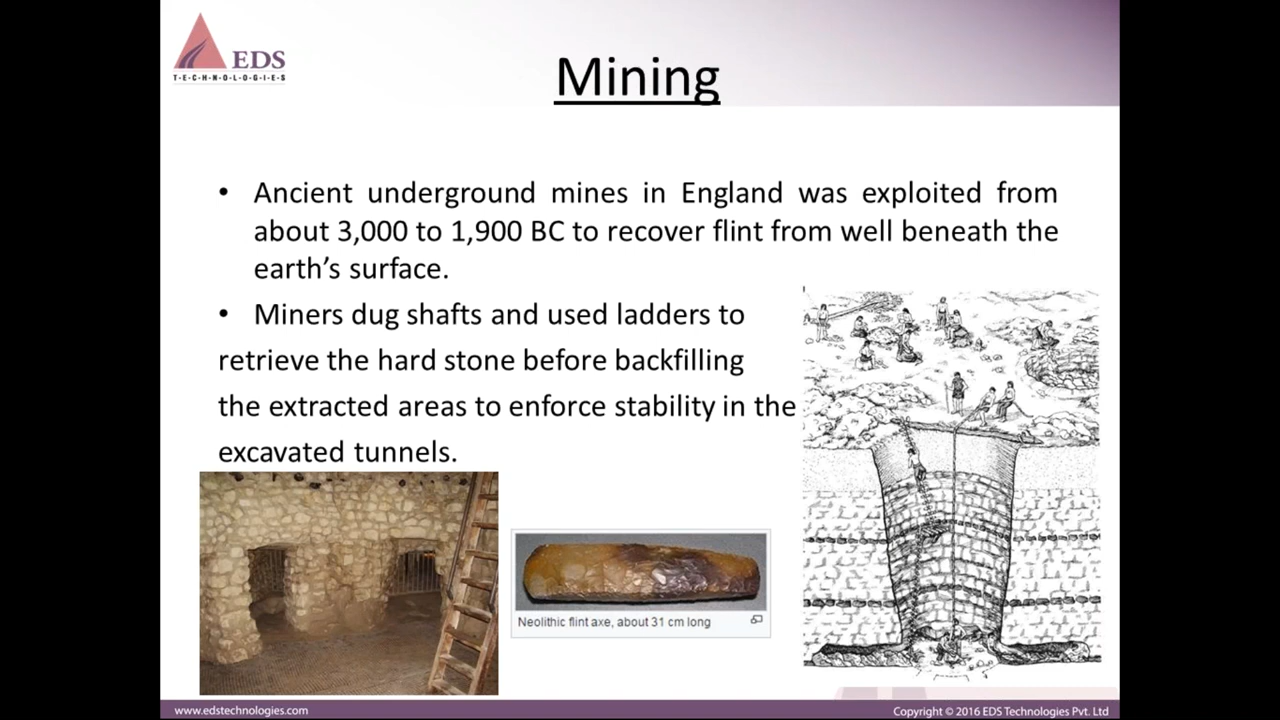 EDS
T·E·C·H·N·O·L·O·G·I·E·S
Mining
• Ancient underground mines in England was exploited from
about 3,000 to 1,900 BC to recover flint from well beneath the
earth’s surface.
• Miners dug shafts and used ladders to
retrieve the hard stone before backfilling
the extracted areas to enforce stability in the
excavated tunnels.
Neolithic flint axe, about 31 cm long
www.edstechnologies.com
Copyright © 2016 EDS Technologies Pvt. Ltd